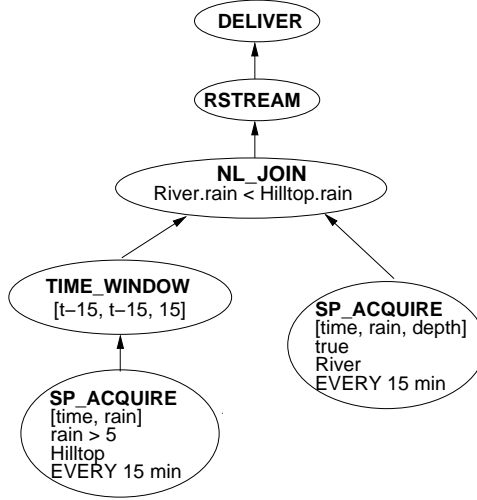 DELIVER
RSTREAM
NL_JOIN
River.rain < Hilltop.rain
TIME_WINDOW
[t–15, t–15, 15]
SP_ACQUIRE
[time, rain, depth]
true
River
EVERY 15 min
SP_ACQUIRE
[time, rain]
rain > 5
Hilltop
EVERY 15 min